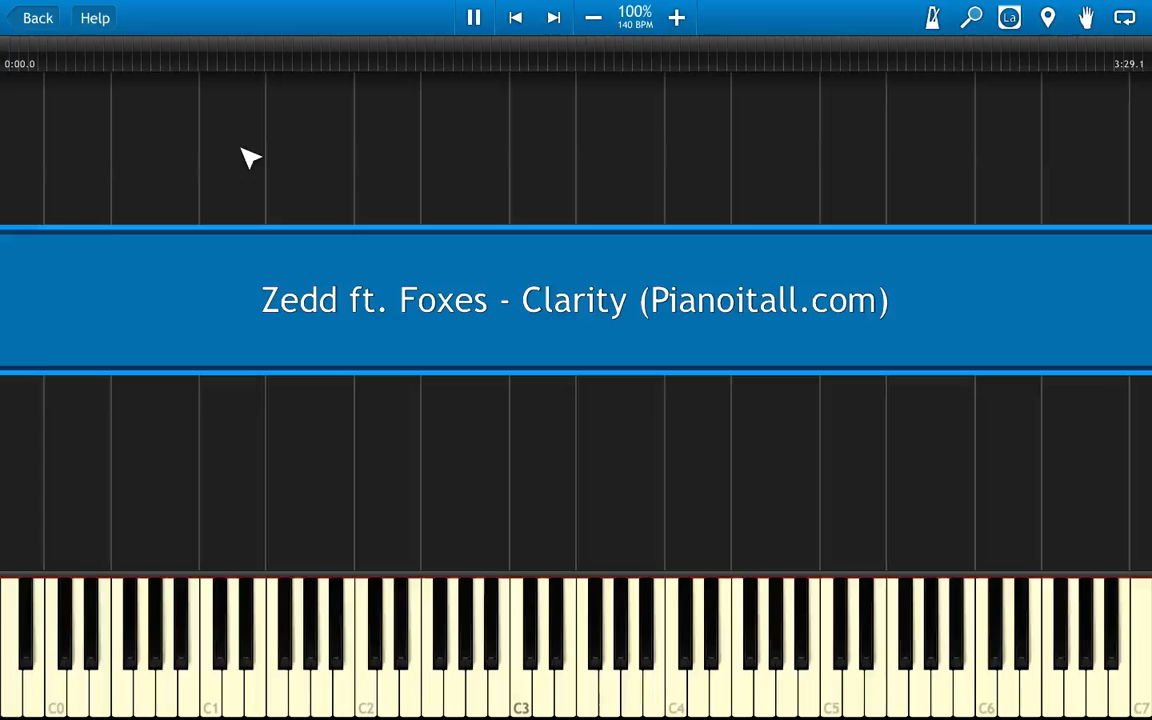 Back Help 100% La
140 BPM
0:00.0 3:29.1
Zedd ft. Foxes - Clarity (Pianoitall.com)
C0 C1 C2 C3 C4 C5 C6 C7